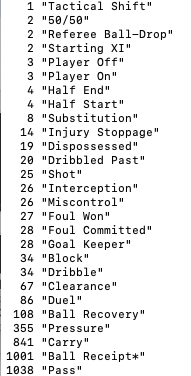 1 "Tactical Shift"
2 "50/50"
2 "Referee Ball-Drop"
2 "Starting XI"
3 "Player Off"
3 "Player On"
4 "Half End"
4 "Half Start"
8 "Substitution"
14 "Injury Stoppage"
19 "Dispossessed"
20 "Dribbled Past"
25 "Shot"
26 "Interception"
26 "Miscontrol"
27 "Foul Won"
28 "Foul Committed"
28 "Goal Keeper"
34 "Block"
34 "Dribble"
67 "Clearance"
86 "Duel"
108 "Ball Recovery"
355 "Pressure"
841 "Carry"
1001 "Ball Receipt*"
1038 "Pass"